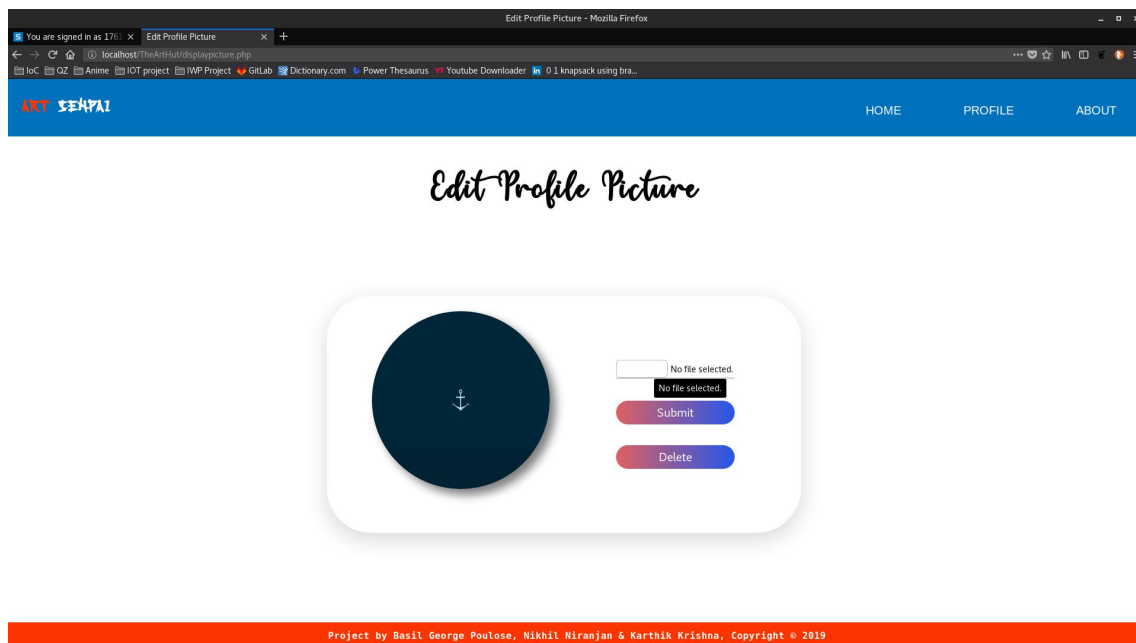 Edit Profile Picture - Mozilla Firefox
S You are signed in as 176 × Edit Profile Picture × +
localhost/TheArtHut/displaypicture.php
IoC QZ Anime IOT project IWP Project GitLab Dictionary.com Power Thesaurus YT Youtube Downloader in 0 1 knapsack using bra...
ART SENPAI HOME PROFILE ABOUT
Edit Profile Picture
No file selected.
No file selected.
Submit
Delete
Project by Basil George Poulose, Nikhil Niranjan & Karthik Krishna, Copyright © 2019